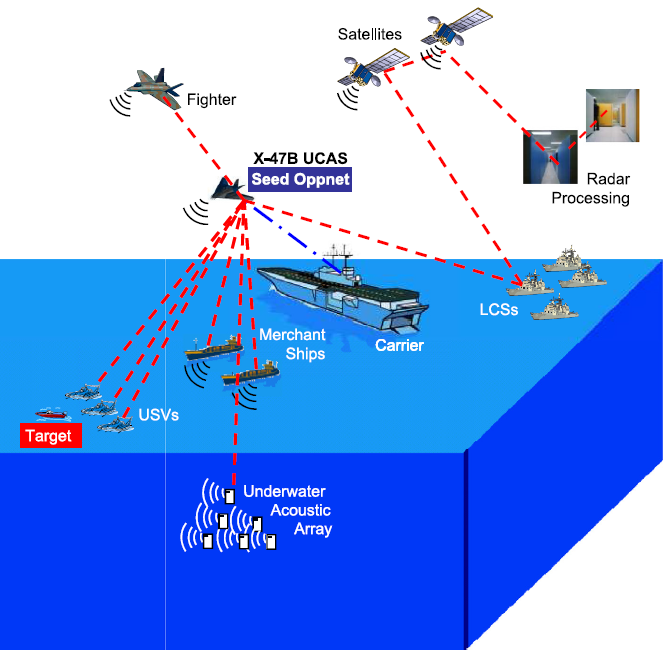 Satellites
Fighter
X-47B UCAS
Seed Oppnet
Radar
Processing
LCSs
Merchant
Ships
Carrier
USVs
Target
Underwater
Acoustic
Array